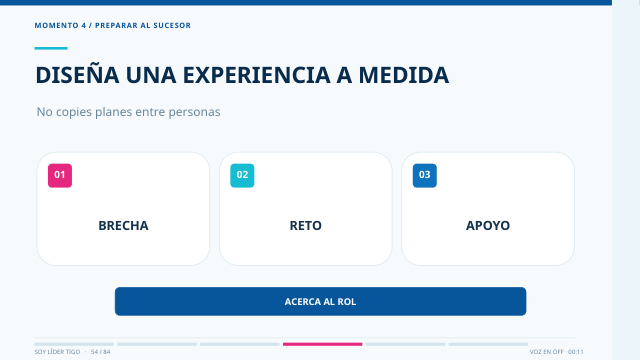 MOMENTO 4 / PREPARAR AL SUCESOR
DISEÑA UNA EXPERIENCIA A MEDIDA
No copies planes entre personas
01
BRECHA
02
RETO
03
APOYO
ACERCA AL ROL
SOY LÍDER TIGO · 54 / 84
VOZ EN OFF · 00:11